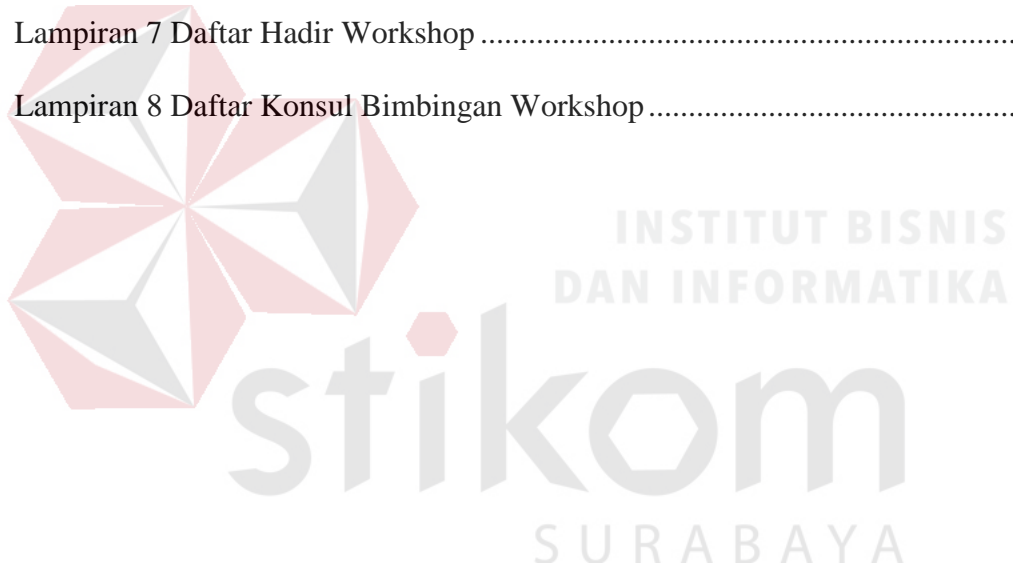 Lampiran 7 Daftar Hadir Workshop ....................................................................
Lampiran 8 Daftar Konsul Bimbingan Workshop ...............................................
INSTITUT BISNIS
DAN INFORMATIKA
stikom
SURABAYA